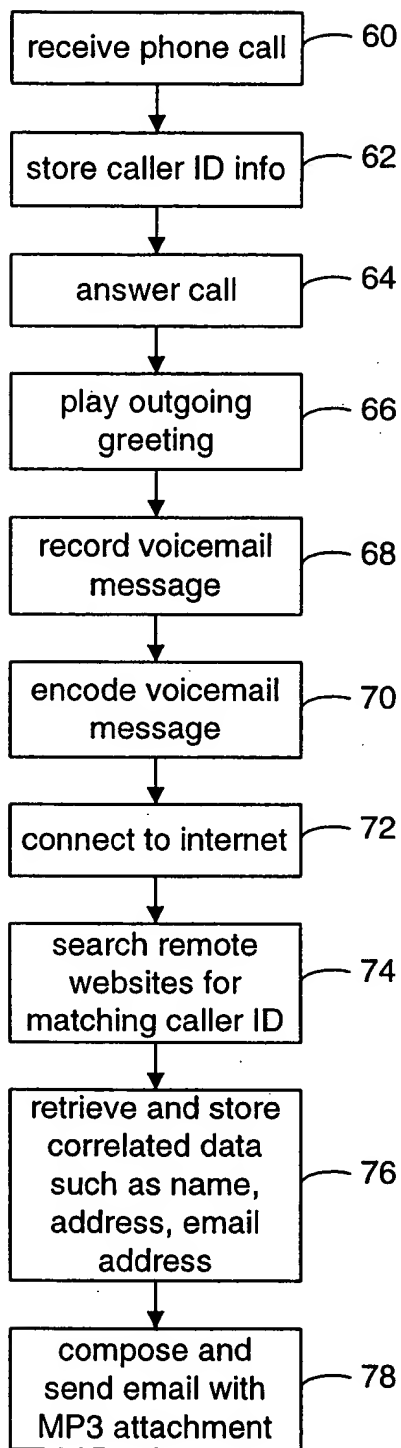 receive phone call 60
store caller ID info 62
answer call 64
play outgoing 66
greeting
record voicemail 68
message
encode voicemail 70
message
connect to internet 72
search remote
websites for 74
matching caller ID
retrieve and store
correlated data
such as name, 76
address, email
address
compose and
send email with 78
MP3 attachment